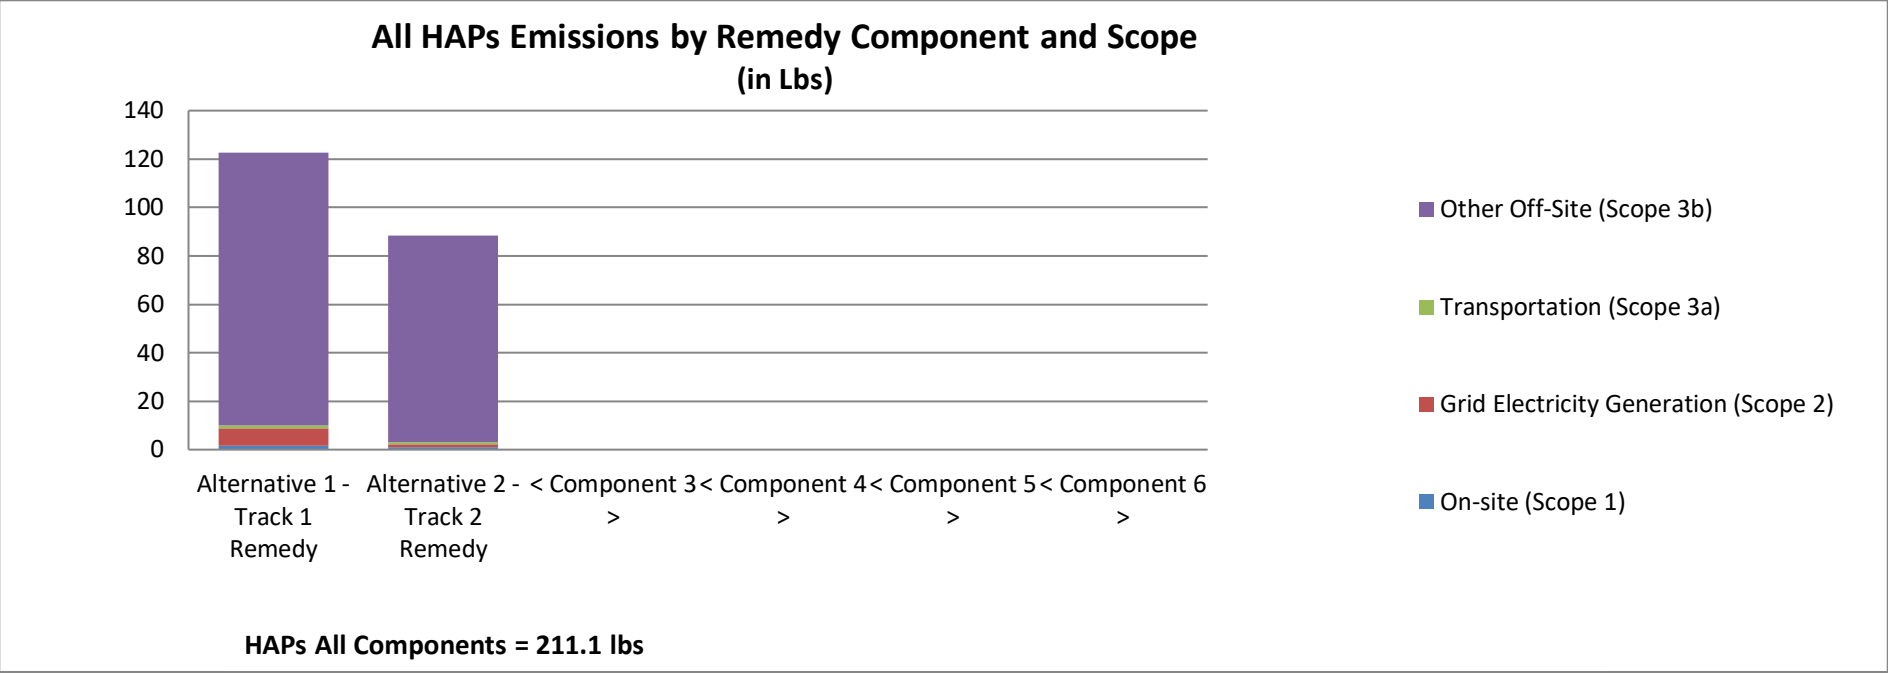 All HAPs Emissions by Remedy Component and Scope
(in Lbs)
140
120
100
80
60
40
20
0
Alternative 1 -
Track 1
Remedy
Alternative 2 -
Track 2
Remedy
< Component 3
>
< Component 4
>
< Component 5
>
< Component 6
>
Other Off-Site (Scope 3b)
Transportation (Scope 3a)
Grid Electricity Generation (Scope 2)
On-site (Scope 1)
HAPs All Components = 211.1 lbs